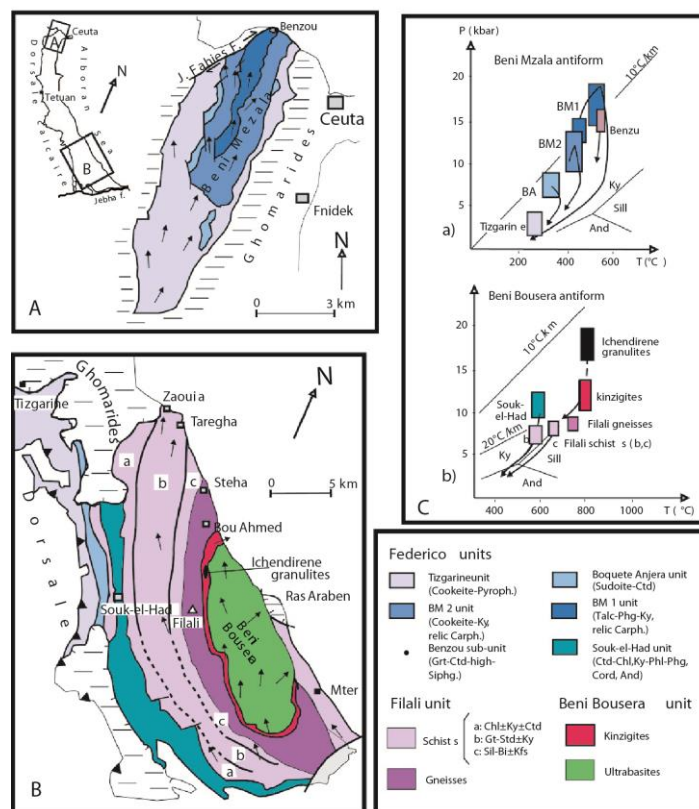 A
Ceuta
A
Dorsale Calcaire
Alboran Sea
Tetuan
N
B
Jebha f.
J. Fahies F.
Benzou
Beni Mezala
Ghomarides
Ceuta
Fnidek
N
0 3 km
A
B
Tizgarine
Ghomarides
Zaouia
Taregha
N
a
b
c
Steha
0 5 km
Bou Ahmed
Ichendirene
granulites
Ras Araben
Dorsale
Souk-el-Had
Filali
Beni
Bousera
Mter
c
b
a
B
C
P (kbar)
Beni Mzala antiform
10°C/km
20
15
10
5
BM1
BM2
Benzu
BA
Tizgarin e
Ky
Sill
And
a)
200 400 600 T (°C)
Beni Bousera antiform
20
15
10
5
10°C k m
Ichendirene
granulites
Souk-
el-Had
kinzigites
20°C /km
b
c
Filali gneisses
Filali schist s (b,c)
Ky
Sill
And
b)
400 600 800 1000 T (°C)
C
Federico units
Tizgarineunit
(Cookeite-Pyroph.)
BM 2 unit
(Cookeite-Ky,
relic Carph.)
Benzou sub-unit
(Grt-Ctd-high-
Siphg.)
Boquete Anjera unit
(Sudoite-Ctd)
BM 1 unit
(Talc-Phg-Ky,
relic Carph.)
Souk-el-Had unit
(Ctd-Chl,Ky-Phl-Phg,
Cord, And)
Filali unit
Schist s
a: Chl±Ky±Ctd
b: Gt-Std±Ky
c: Sil-Bi±Kfs
Gneisses
Beni Bousera unit
Kinzigites
Ultrabasites